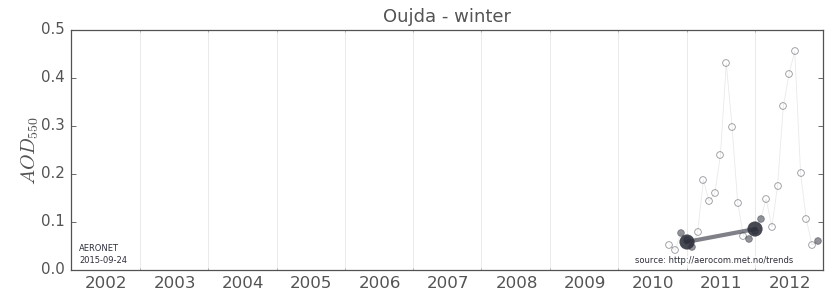 Oujda - winter
0.5
0.4
0.3
0.2
0.1
0.0
AOD550
AERONET
2015-09-24
source: http://aerocom.met.no/trends
2002 2003 2004 2005 2006 2007 2008 2009 2010 2011 2012